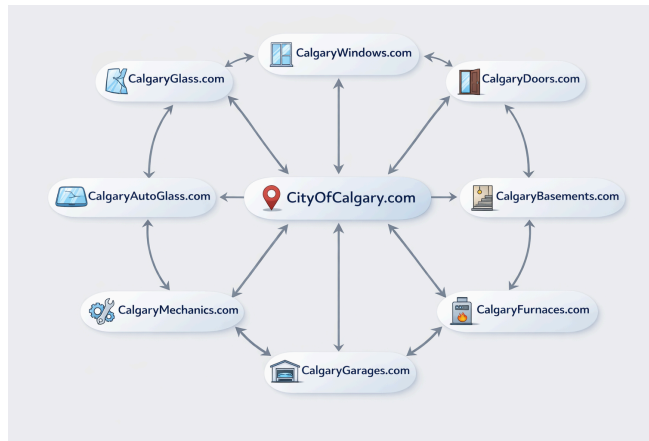 CalgaryWindows.com
CalgaryGlass.com
CalgaryDoors.com
CalgaryAutoGlass.com
CityOfCalgary.com
CalgaryBasements.com
CalgaryMechanics.com
CalgaryFurnaces.com
CalgaryGarages.com